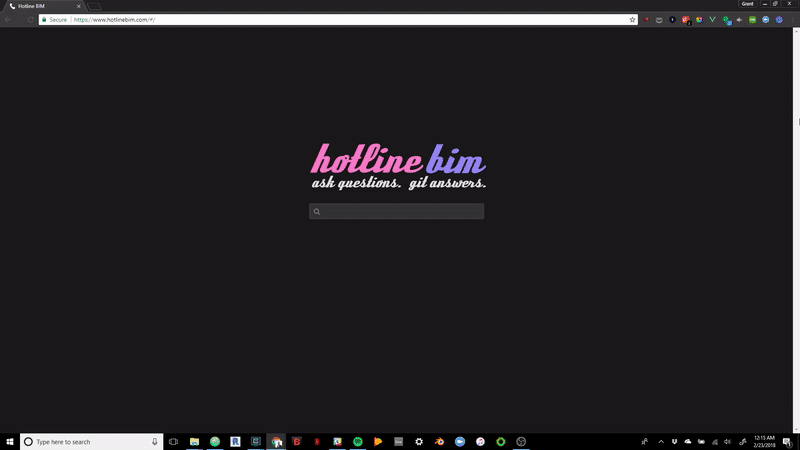 Hotline BIM
Grant
Secure
https://www.hotlinebim.com/#/
hotline bim
ask questions. git answers.
Type here to search
12:15 AM
2/23/2018